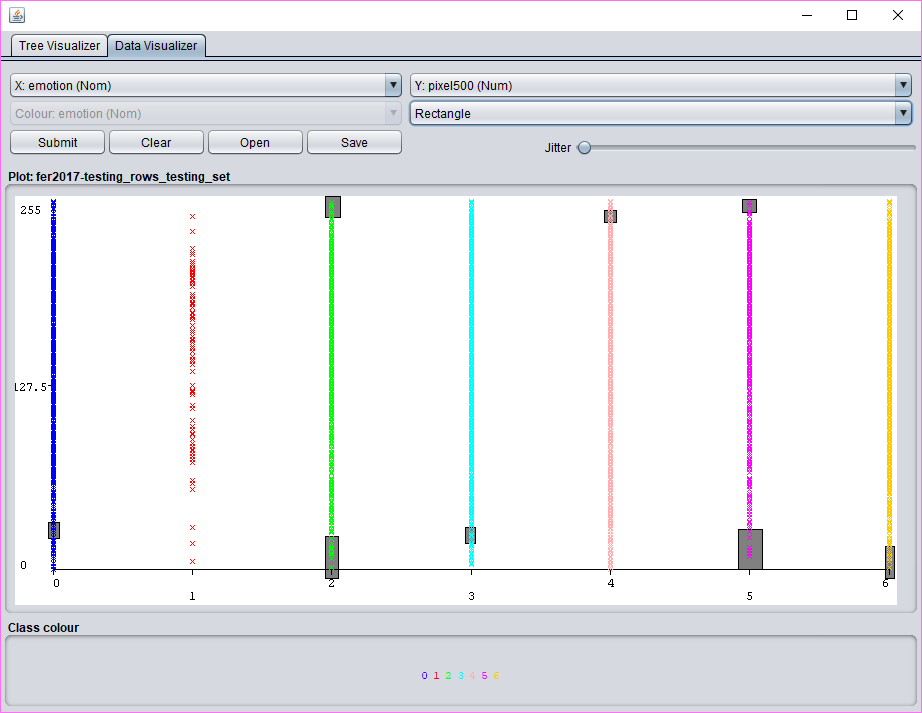 Tree Visualizer Data Visualizer
X: emotion (Nom) Y: pixel500 (Num)
Colour: emotion (Nom) Rectangle
Submit Clear Open Save Jitter
Plot: fer2017-testing_rows_testing_set
255
127.5
0
0 2 4 6
1 3 5
Class colour
0 1 2 3 4 5 6